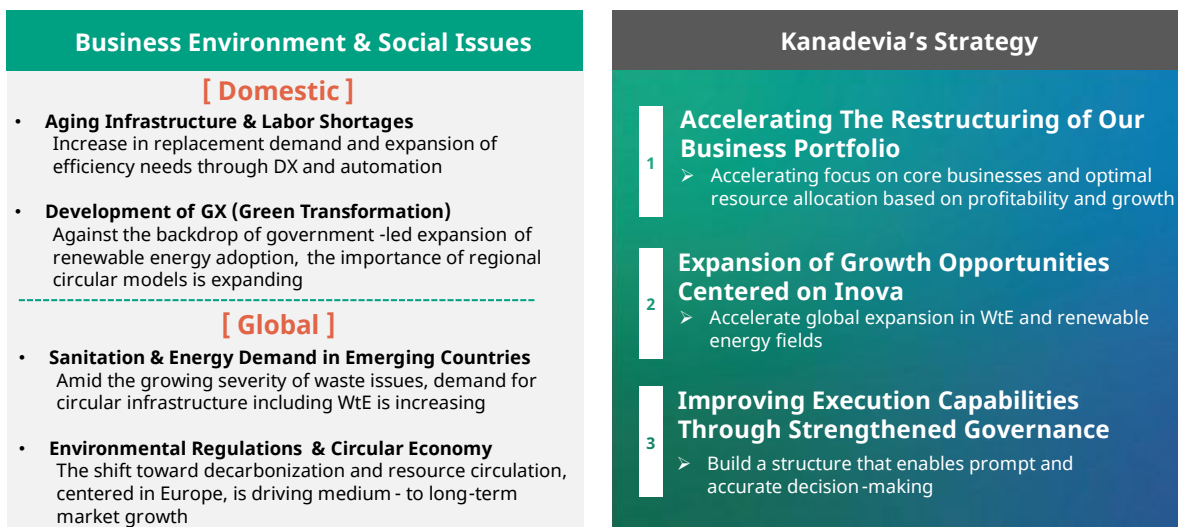 Business Environment & Social Issues
[ Domestic ]
• Aging Infrastructure & Labor Shortages
Increase in replacement demand and expansion of
efficiency needs through DX and automation
• Development of GX (Green Transformation)
Against the backdrop of government -led expansion of
renewable energy adoption, the importance of regional
circular models is expanding
[ Global ]
• Sanitation & Energy Demand in Emerging Countries
Amid the growing severity of waste issues, demand for
circular infrastructure including WtE is increasing
• Environmental Regulations & Circular Economy
The shift toward decarbonization and resource circulation,
centered in Europe, is driving medium - to long-term
market growth
Kanadevia’s Strategy
1
Accelerating The Restructuring of Our
Business Portfolio
➢ Accelerating focus on core businesses and optimal
resource allocation based on profitability and growth
2
Expansion of Growth Opportunities
Centered on Inova
➢ Accelerate global expansion in WtE and renewable
energy fields
3
Improving Execution Capabilities
Through Strengthened Governance
➢ Build a structure that enables prompt and
accurate decision -making